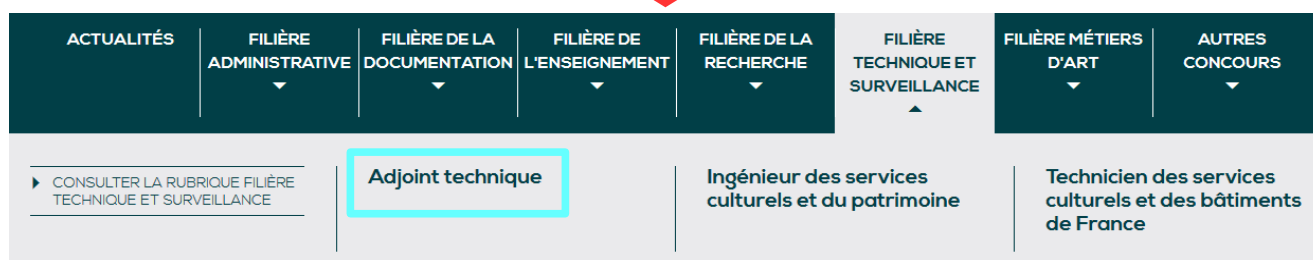 ACTUALITÉS
FILIÈRE
ADMINISTRATIVE
FILIÈRE DE LA
DOCUMENTATION
FILIÈRE DE
L'ENSEIGNEMENT
FILIÈRE DE LA
RECHERCHE
FILIÈRE
TECHNIQUE ET
SURVEILLANCE
FILIÈRE MÉTIERS
D'ART
AUTRES
CONCOURS
CONSULTER LA RUBRIQUE FILIÈRE
TECHNIQUE ET SURVEILLANCE
Adjoint technique
Ingénieur des services
culturels et du patrimoine
Technicien des services
culturels et des bâtiments
de France